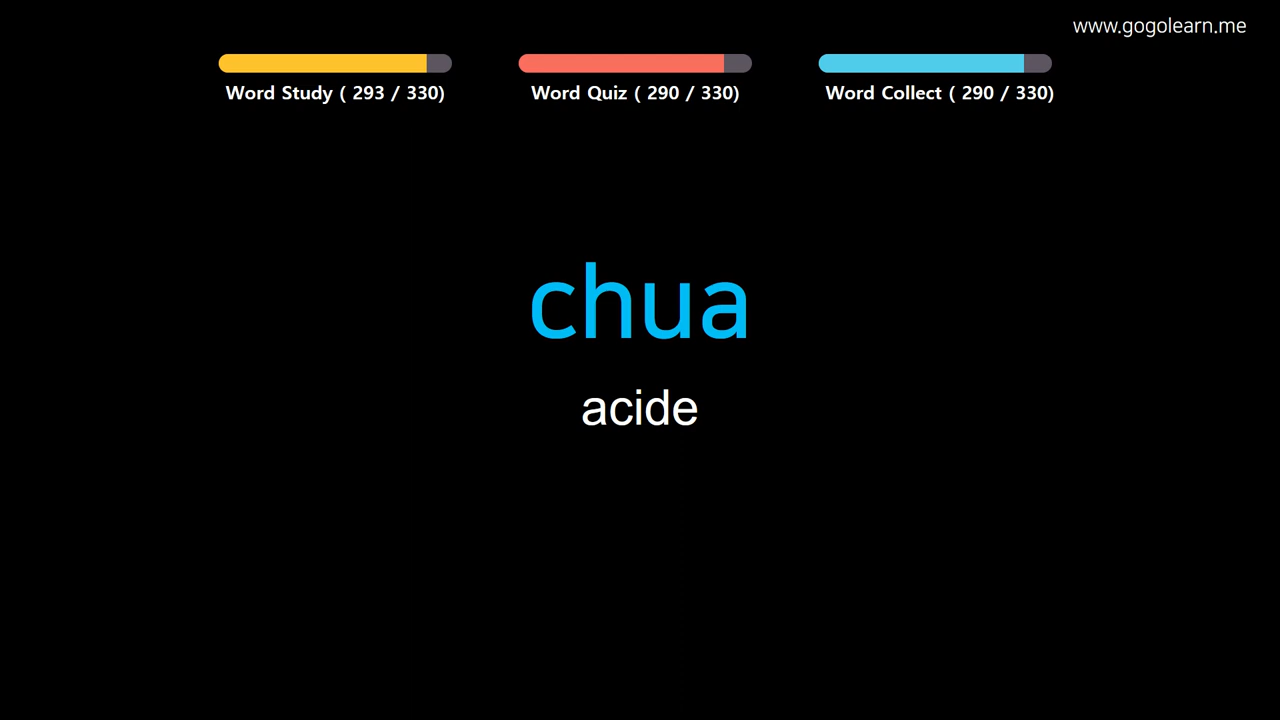 www.gogolearn.me
Word Study ( 293 / 330)
Word Quiz ( 290 / 330)
Word Collect ( 290 / 330)
chua
acide